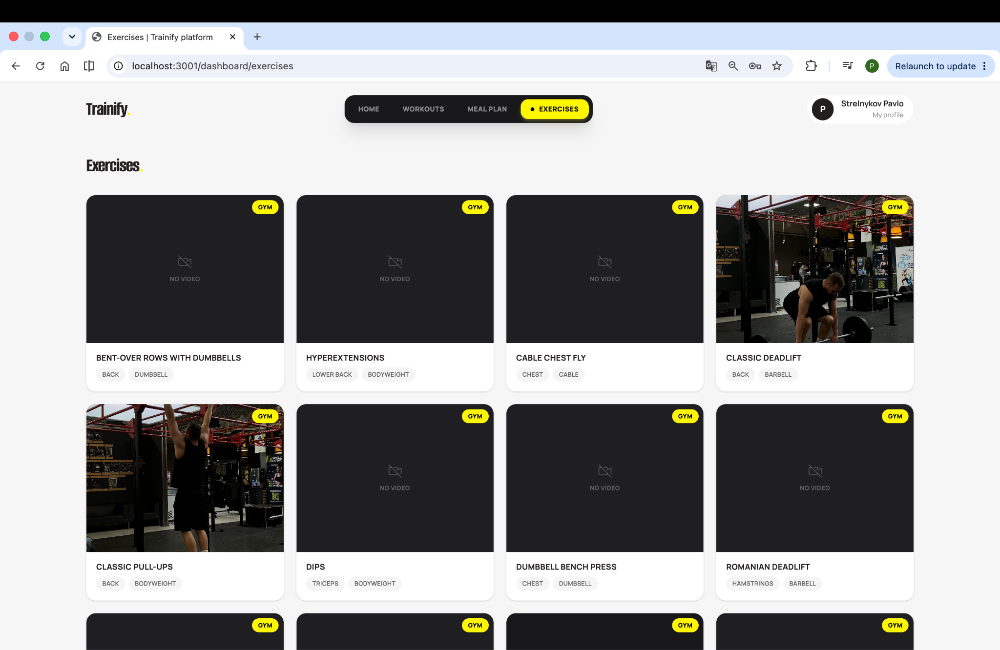 Exercises | Trainify platform
localhost:3001/dashboard/exercises
P
Relaunch to update
Trainify.
HOME
WORKOUTS
MEAL PLAN
EXERCISES
P
Strelnykov Pavlo
My profile
Exercises.
GYM
NO VIDEO
BENT-OVER ROWS WITH DUMBBELLS
BACK
DUMBBELL
GYM
NO VIDEO
HYPEREXTENSIONS
LOWER BACK
BODYWEIGHT
GYM
NO VIDEO
CABLE CHEST FLY
CHEST
CABLE
GYM
CLASSIC DEADLIFT
BACK
BARBELL
GYM
CLASSIC PULL-UPS
BACK
BODYWEIGHT
GYM
NO VIDEO
DIPS
TRICEPS
BODYWEIGHT
GYM
NO VIDEO
DUMBBELL BENCH PRESS
CHEST
DUMBBELL
GYM
NO VIDEO
ROMANIAN DEADLIFT
HAMSTRINGS
BARBELL
GYM
GYM
GYM
GYM